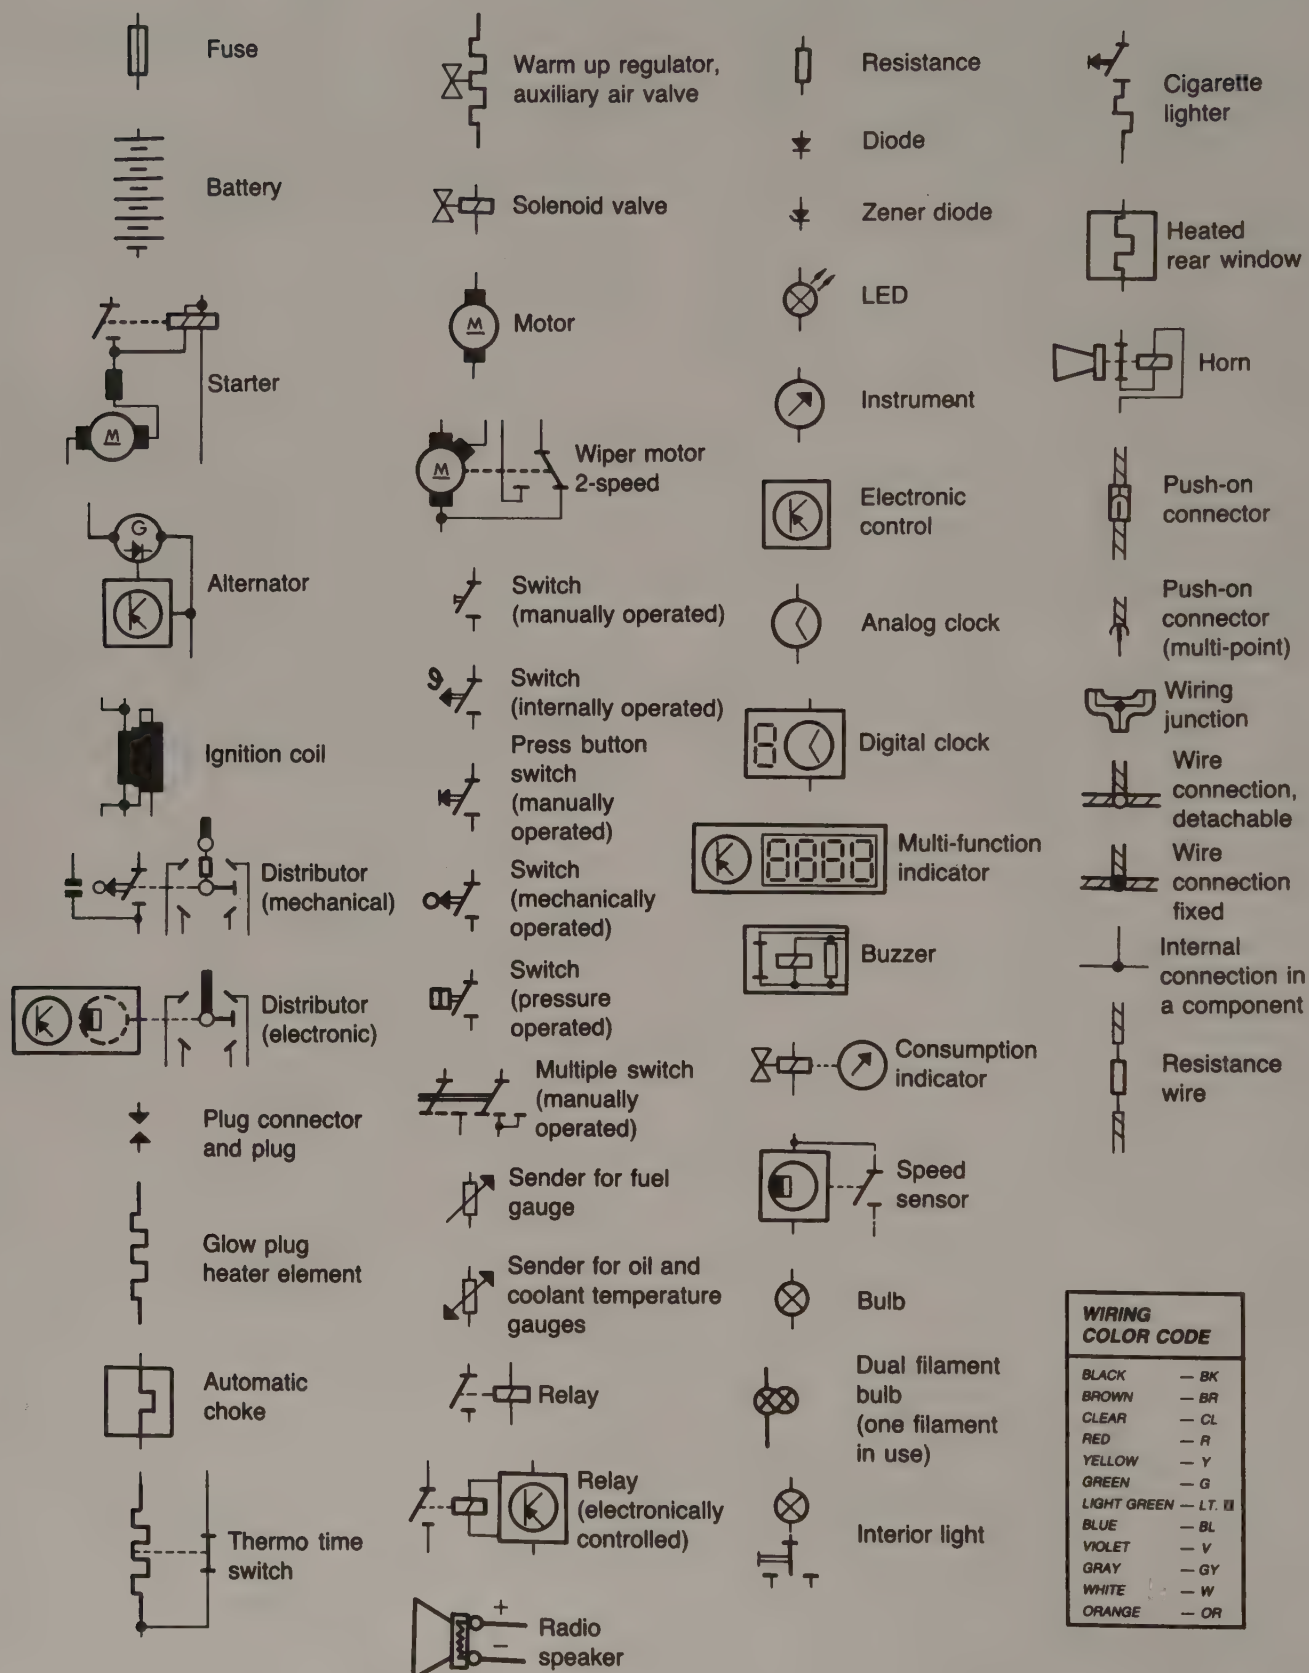 Fuse
Battery
Starter
M
Alternator
G
Ignition coil
Distributor
(mechanical)
Distributor
(electronic)
Plug connector
and plug
Glow plug
heater element
Automatic
choke
Thermo time
switch
Warm up regulator,
auxiliary air valve
Solenoid valve
Motor
M
Wiper motor
2-speed
M
Switch
(manually operated)
Switch
(internally operated)
Press button
switch
(manually
operated)
Switch
(mechanically
operated)
Switch
(pressure
operated)
Multiple switch
(manually
operated)
Sender for fuel
gauge
Sender for oil and
coolant temperature
gauges
Relay
Relay
(electronically
controlled)
+
−
Radio
speaker
Resistance
Diode
Zener diode
LED
Instrument
Electronic
control
Analog clock
Digital clock
Multi-function
indicator
Buzzer
Consumption
indicator
Speed
sensor
Bulb
Dual filament
bulb
(one filament
in use)
Interior light
Cigarette
lighter
Heated
rear window
Horn
Push-on
connector
Push-on
connector
(multi-point)
Wiring
junction
Wire
connection,
detachable
Wire
connection
fixed
Internal
connection in
a component
Resistance
wire
WIRING
COLOR CODE
BLACK — BK
BROWN — BR
CLEAR — CL
RED — R
YELLOW — Y
GREEN — G
LIGHT GREEN — LT.
BLUE — BL
VIOLET — V
GRAY — GY
WHITE — W
ORANGE — OR